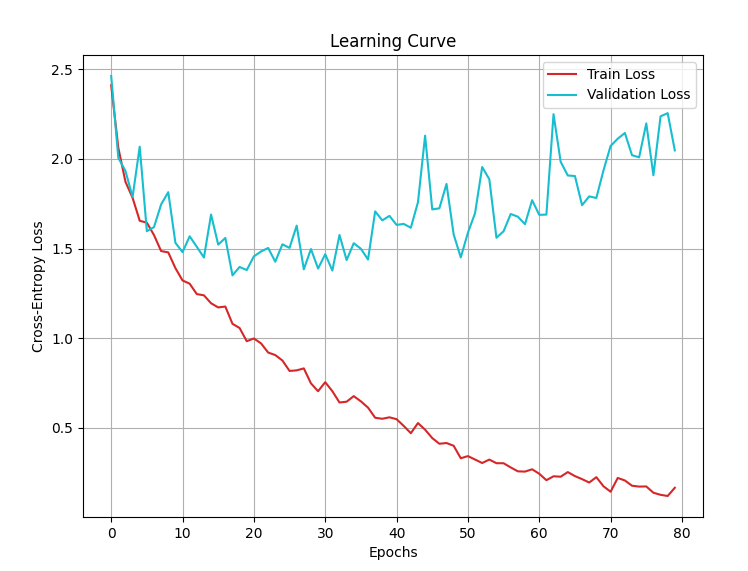 Learning Curve
Train Loss
Validation Loss
2.5
2.0
1.5
1.0
0.5
Cross-Entropy Loss
0 10 20 30 40 50 60 70 80
Epochs